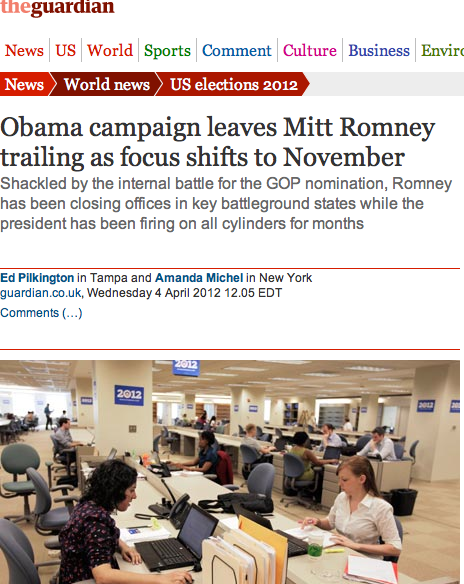 theguardian
News US World Sports Comment Culture Business Enviro
News World news US elections 2012
Obama campaign leaves Mitt Romney
trailing as focus shifts to November
Shackled by the internal battle for the GOP nomination, Romney
has been closing offices in key battleground states while the
president has been firing on all cylinders for months
Ed Pilkington in Tampa and Amanda Michel in New York
guardian.co.uk, Wednesday 4 April 2012 12.05 EDT
Comments (…)
2012
2012
2012
2012